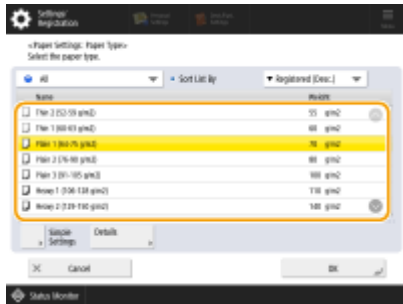 Settings/
Registration
<Paper Settings: Paper Type>
Select the paper type.
All
Sort List By
Registered (Desc.)
Name
Weight
Thin 2 (52-59 g/m2)
55 g/m2
Thin 1 (60-63 g/m2)
60 g/m2
Plain 1 (64-75 g/m2)
70 g/m2
Plain 2 (76-90 g/m2)
80 g/m2
Plain 3 (91-105 g/m2)
100 g/m2
Heavy 1 (106-128 g/m2)
110 g/m2
Heavy 2 (129-150 g/m2)
140 g/m2
Simple
Settings
Details
Cancel
OK
Status Monitor